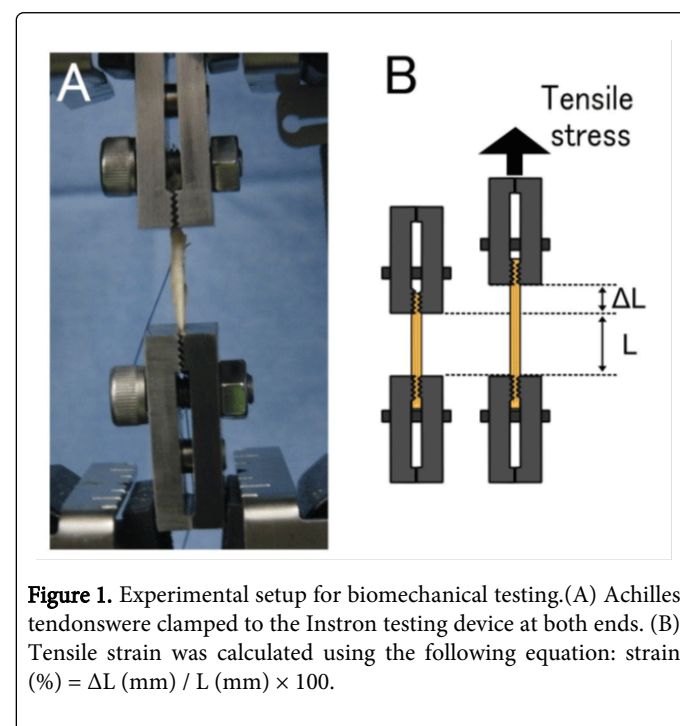 A
B
Tensile
stress
ΔL
L
Figure 1. Experimental setup for biomechanical testing.(A) Achilles
tendonswere clamped to the Instron testing device at both ends. (B)
Tensile strain was calculated using the following equation: strain
(%) = ΔL (mm) / L (mm) × 100.